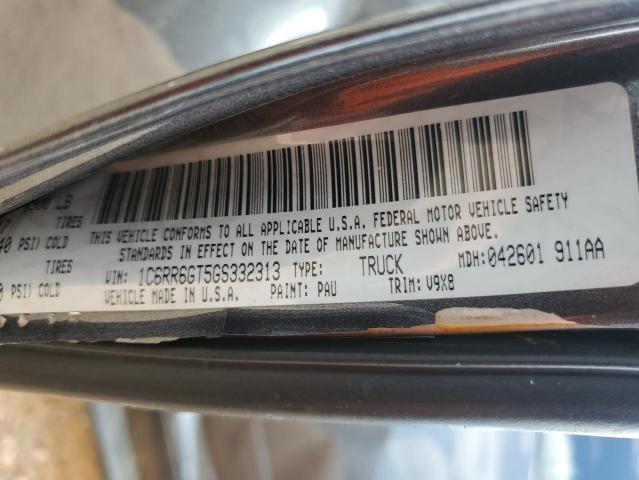 LB
TIRES
PSI) COLD
TIRES
PSI) COLD
THIS VEHICLE CONFORMS TO ALL APPLICABLE U.S.A. FEDERAL MOTOR VEHICLE SAFETY
STANDARDS IN EFFECT ON THE DATE OF MANUFACTURE SHOWN ABOVE.
VIN: 1C6RR6GT5GS332313 TYPE: TRUCK MDH: 042601 911AA
VEHICLE MADE IN U.S.A. PAINT: PAU TRIM: V9X8